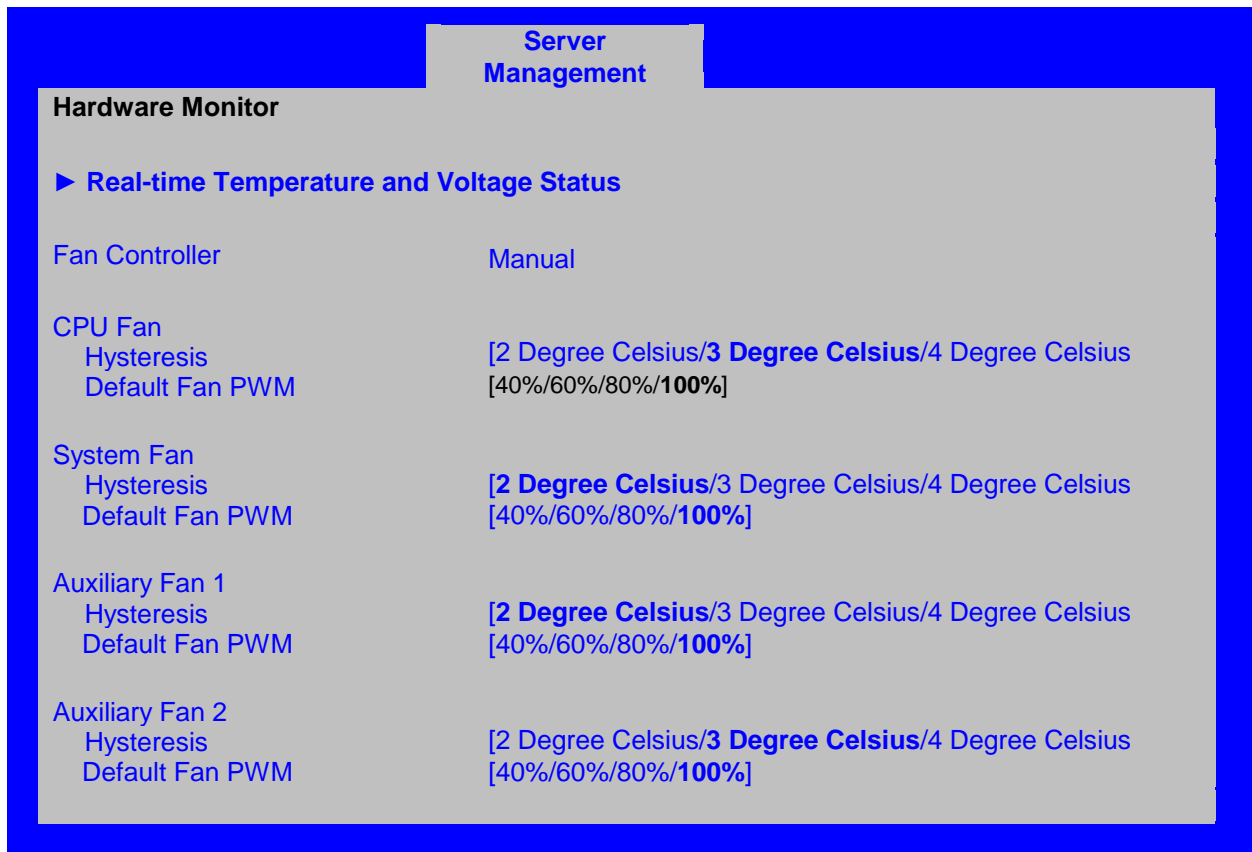 Server
Management
Hardware Monitor
► Real-time Temperature and Voltage Status
Fan Controller Manual
CPU Fan
Hysteresis [2 Degree Celsius/3 Degree Celsius/4 Degree Celsius
Default Fan PWM [40%/60%/80%/100%]
System Fan
Hysteresis [2 Degree Celsius/3 Degree Celsius/4 Degree Celsius
Default Fan PWM [40%/60%/80%/100%]
Auxiliary Fan 1
Hysteresis [2 Degree Celsius/3 Degree Celsius/4 Degree Celsius
Default Fan PWM [40%/60%/80%/100%]
Auxiliary Fan 2
Hysteresis [2 Degree Celsius/3 Degree Celsius/4 Degree Celsius
Default Fan PWM [40%/60%/80%/100%]